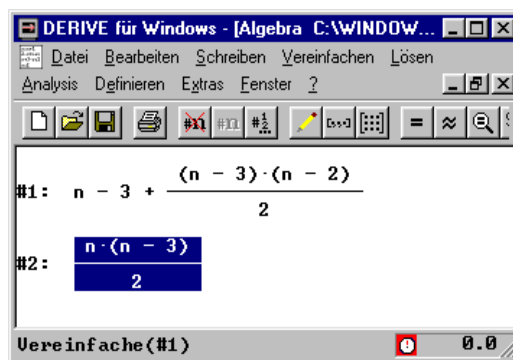 DERIVE für Windows - [Algebra C:\WINDOW...
Datei Bearbeiten Schreiben Vereinfachen Lösen
Analysis Definieren Extras Fenster ?
#1: n - 3 + (n - 3)·(n - 2) / 2
#2: n·(n - 3) / 2
Vereinfache(#1) 0.0